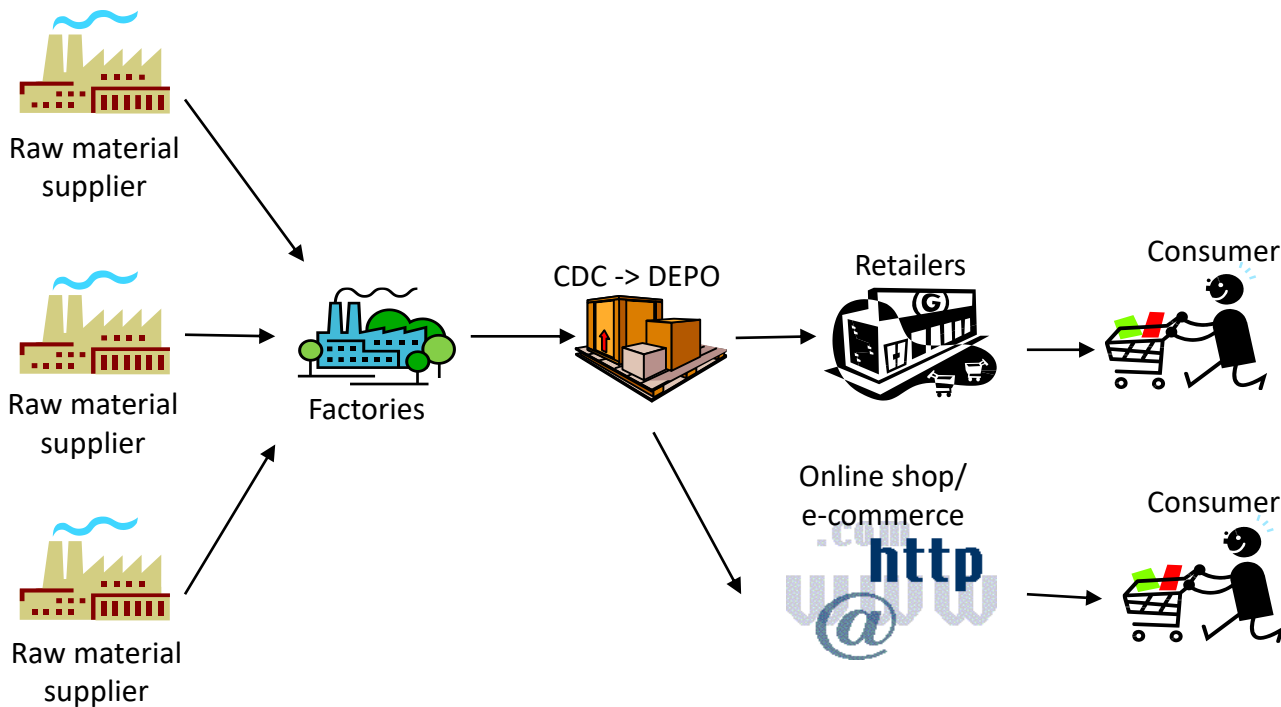 Raw material
supplier
Raw material
supplier
Raw material
supplier
Factories
CDC -> DEPO
Retailers
G
Consumer
Online shop/
e-commerce
.com
http
www
@
Consumer